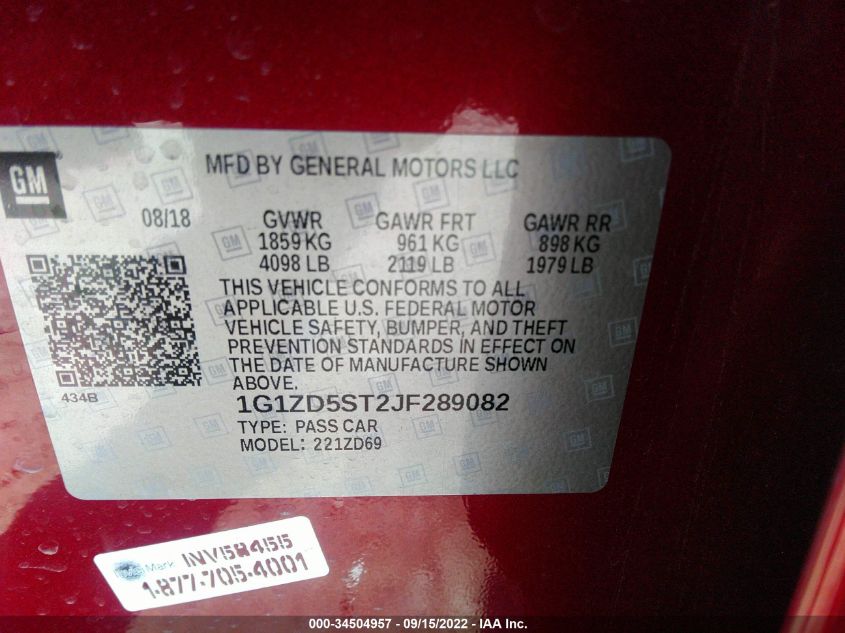 GM
MFD BY GENERAL MOTORS LLC
08/18 GVWR GAWR FRT GAWR RR
1859 KG 961 KG 898 KG
4098 LB 2119 LB 1979 LB
THIS VEHICLE CONFORMS TO ALL
APPLICABLE U.S. FEDERAL MOTOR
VEHICLE SAFETY, BUMPER, AND THEFT
PREVENTION STANDARDS IN EFFECT ON
THE DATE OF MANUFACTURE SHOWN
ABOVE.
434B
1G1ZD5ST2JF289082
TYPE: PASS CAR
MODEL: 221ZD69
Mark
1-877-705-4001
000-34504957 - 09/15/2022 - IAA Inc.